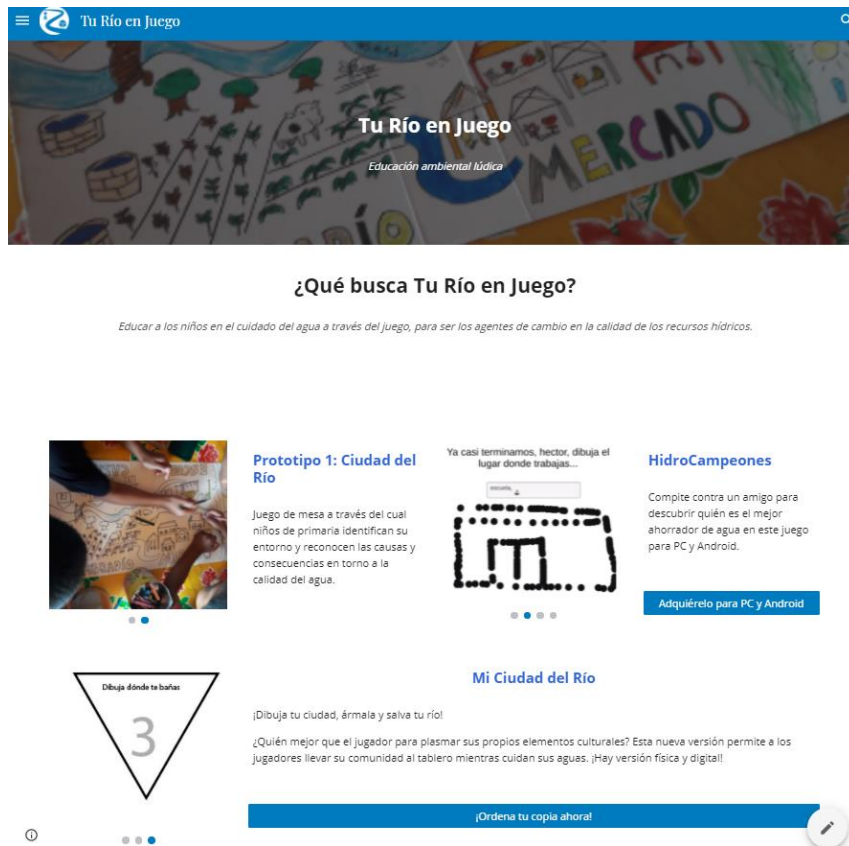 Tu Río en Juego
Tu Río en Juego
Educación ambiental lúdica
MERCADO
¿Qué busca Tu Río en Juego?
Educar a los niños en el cuidado del agua a través del juego, para ser los agentes de cambio en la calidad de los recursos hídricos.
Prototipo 1: Ciudad del
Río
Juego de mesa a través del cual
niños de primaria identifican su
entorno y reconocen las causas y
consecuencias en torno a la
calidad del agua.
Ya casi terminamos, hector, dibuja el
lugar donde trabajas...
escuela,
HidroCampeones
Compite contra un amigo para
descubrir quién es el mejor
ahorrador de agua en este juego
para PC y Android.
Adquiérelo para PC y Android
Dibuja dónde te bañas
3
Mi Ciudad del Río
¡Dibuja tu ciudad, ármala y salva tu río!
¿Quién mejor que el jugador para plasmar sus propios elementos culturales? Esta nueva versión permite a los
jugadores llevar su comunidad al tablero mientras cuidan sus aguas. ¡Hay versión física y digital!
¡Ordena tu copia ahora!